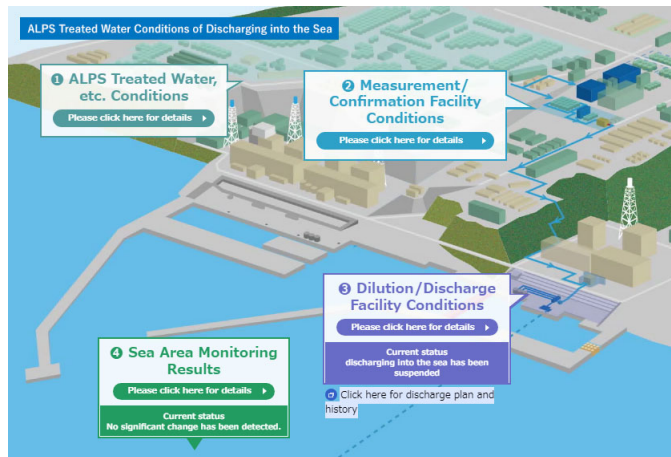 ALPS Treated Water Conditions of Discharging into the Sea
❶ ALPS Treated Water,
etc. Conditions
Please click here for details
❷ Measurement/
Confirmation Facility
Conditions
Please click here for details
❸ Dilution/Discharge
Facility Conditions
Please click here for details
Current status
discharging into the sea has been
suspended
Click here for discharge plan and
history
❹ Sea Area Monitoring
Results
Please click here for details
Current status
No significant change has been detected.